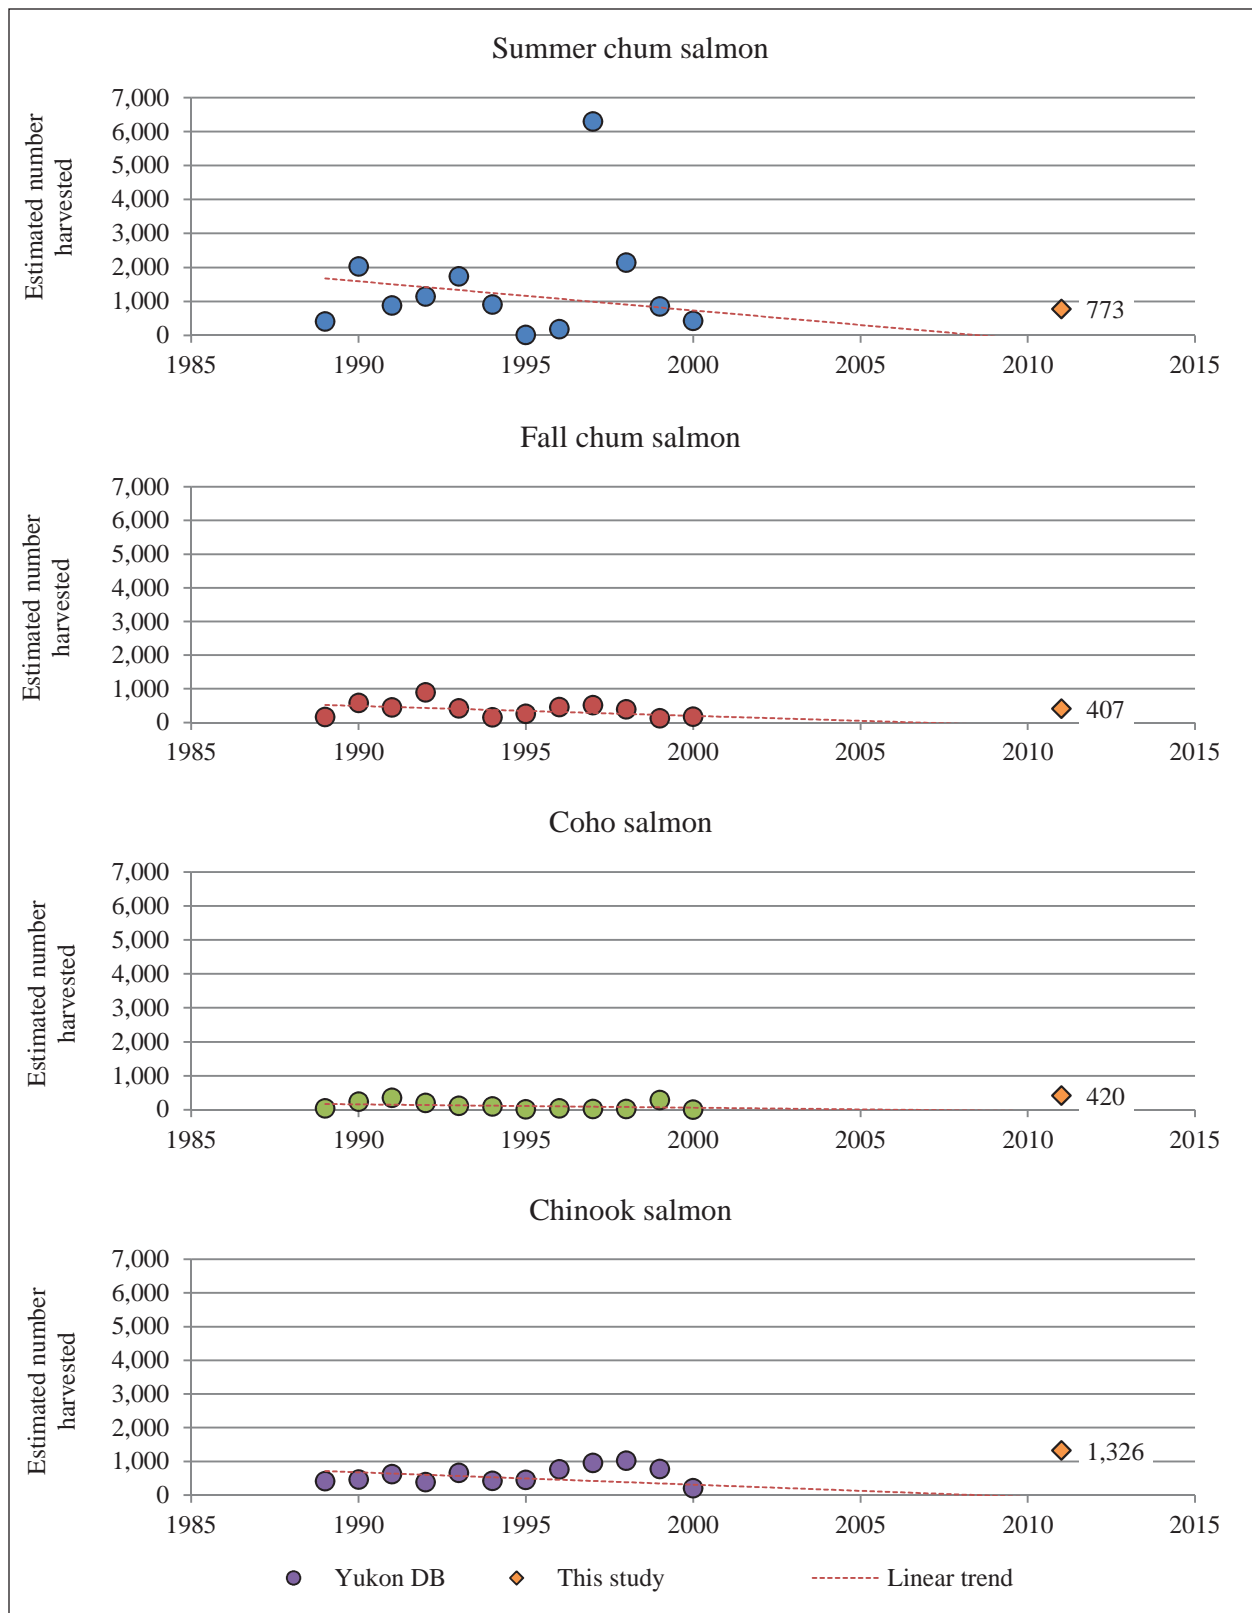 Summer chum salmon
Estimated number
harvested
7,000
6,000
5,000
4,000
3,000
2,000
1,000
0
773
1985 1990 1995 2000 2005 2010 2015
Fall chum salmon
Estimated number
harvested
7,000
6,000
5,000
4,000
3,000
2,000
1,000
0
407
1985 1990 1995 2000 2005 2010 2015
Coho salmon
Estimated number
harvested
7,000
6,000
5,000
4,000
3,000
2,000
1,000
0
420
1985 1990 1995 2000 2005 2010 2015
Chinook salmon
Estimated number
harvested
7,000
6,000
5,000
4,000
3,000
2,000
1,000
0
1,326
1985 1990 1995 2000 2005 2010 2015
Yukon DB This study Linear trend